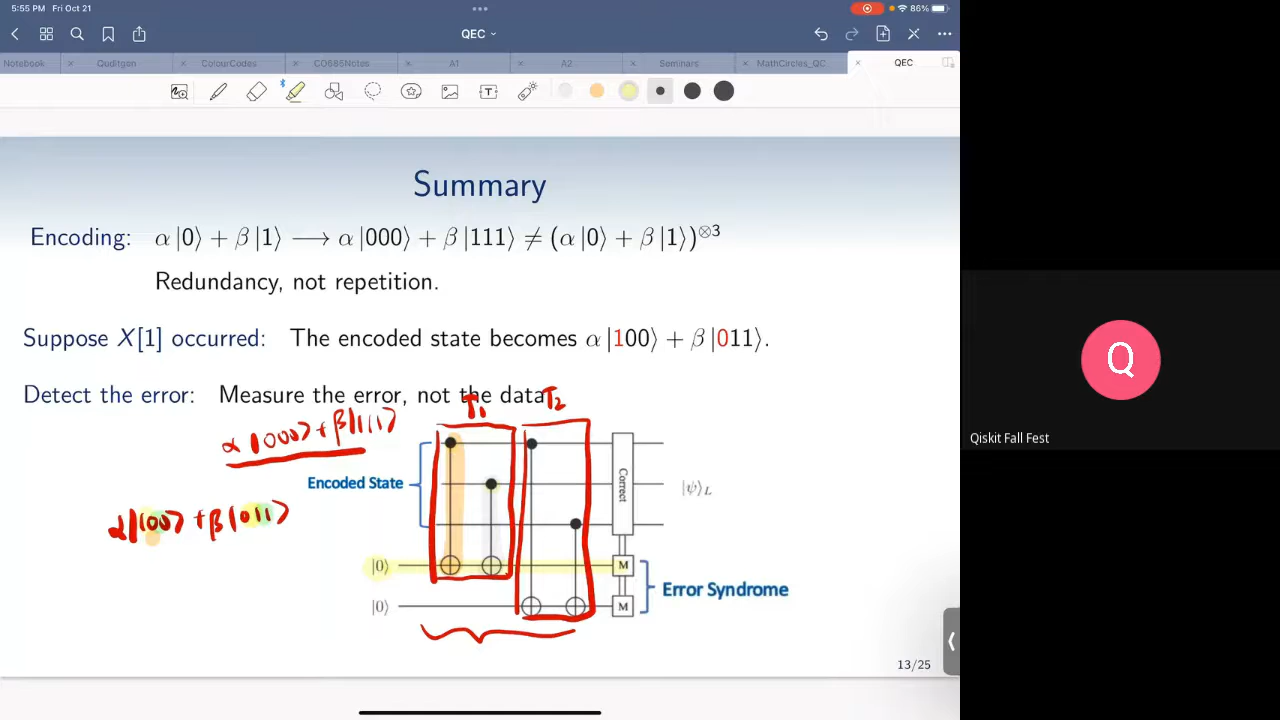 5:55 PM Fri Oct 21
86%
QEC
Notebook
Quditgan
ColourCodes
CO685Notes
A1
A2
Seminars
MathCircles_QC
QEC
Summary
Encoding: α|0⟩ + β|1⟩ ⟶ α|000⟩ + β|111⟩ ≠ (α|0⟩ + β|1⟩)⊗3
Redundancy, not repetition.
Suppose X[1] occurred: The encoded state becomes α|100⟩ + β|011⟩.
Detect the error: Measure the error, not the data
T1 T2
α|000⟩ + β|111⟩
Encoded State
Correct
|ψ⟩L
α|100⟩ + β|011⟩
|0⟩ M
Error Syndrome
|0⟩ M
13/25
Q
Qiskit Fall Fest